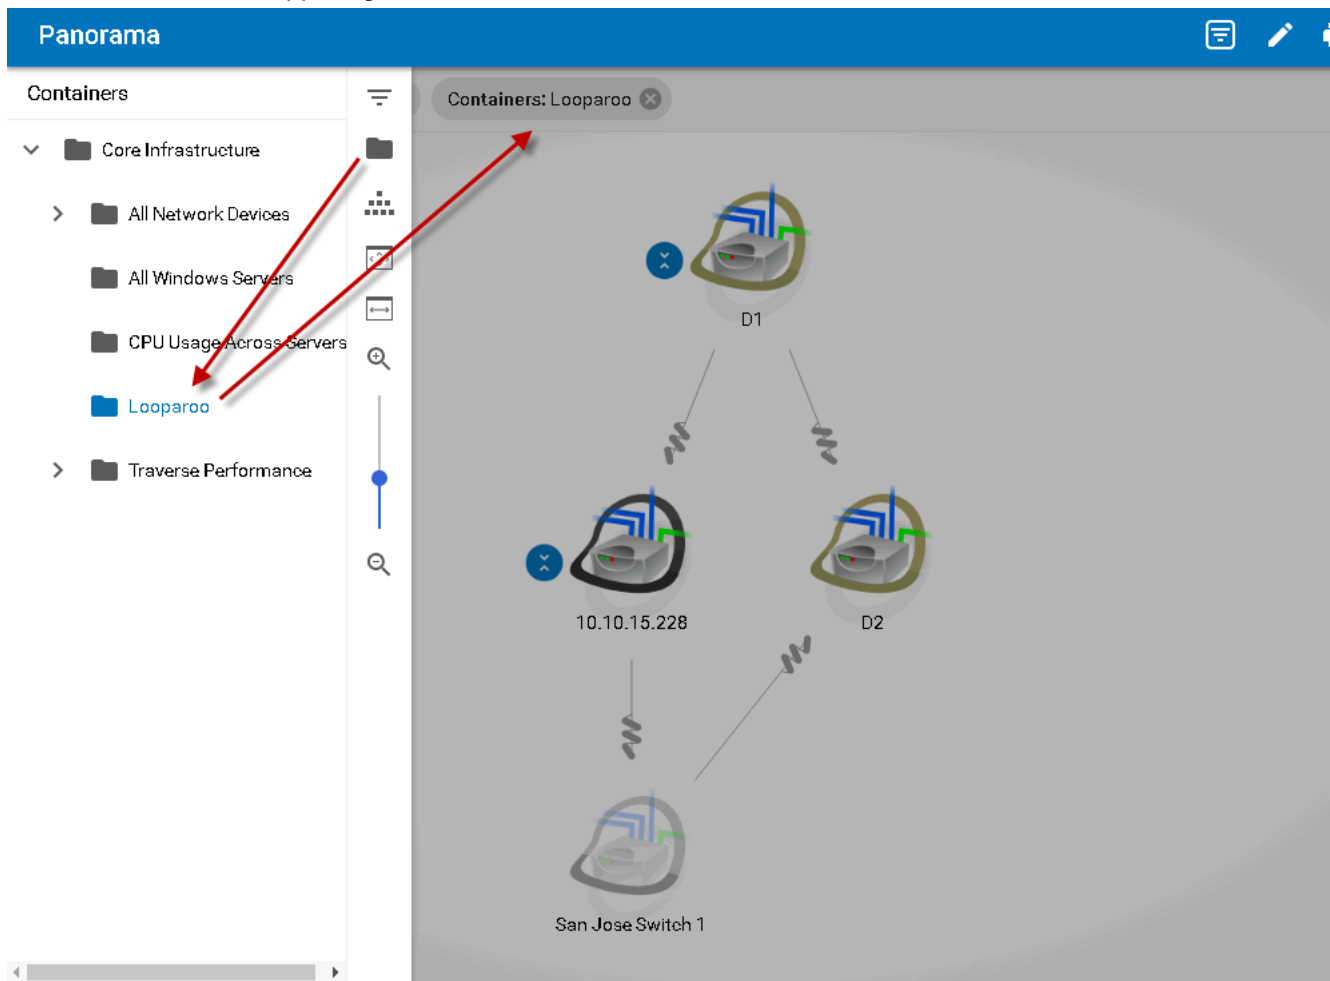 Panorama
Containers
Containers: Looparoo
Core Infrastructure
All Network Devices
All Windows Servers
CPU Usage Across Servers
Looparoo
Traverse Performance
D1
10.10.15.228
D2
San Jose Switch 1